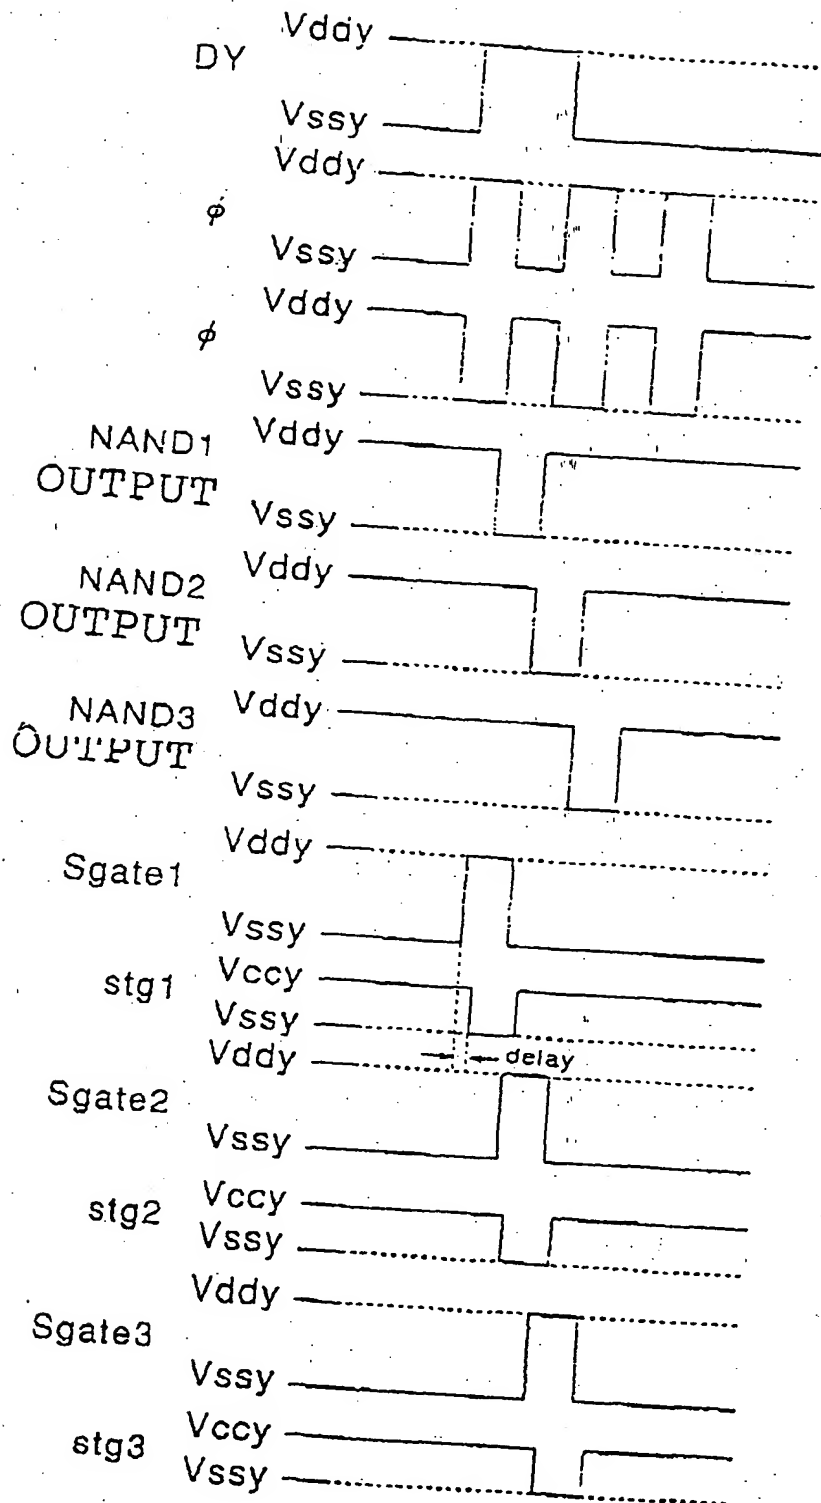 Vddy
DY
Vssy
Vddy
ϕ
Vssy
Vddy
ϕ
Vssy
NAND1 Vddy
OUTPUT
Vssy
NAND2 Vddy
OUTPUT
Vssy
NAND3 Vddy
OUTPUT
Vssy
Vddy
Sgate1
Vssy
stg1 Vccy
Vssy
Vddy delay
Sgate2
Vssy
stg2 Vccy
Vssy
Vddy
Sgate3
Vssy
stg3 Vccy
Vssy